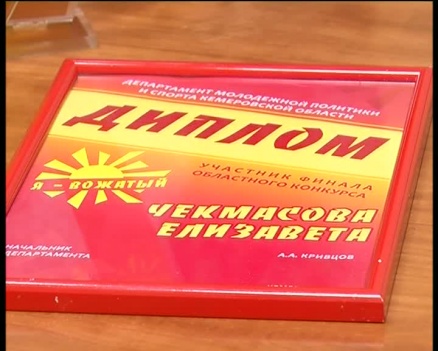 ДЕПАРТАМЕНТ МОЛОДЕЖНОЙ ПОЛИТИКИ
И СПОРТА КЕМЕРОВСКОЙ ОБЛАСТИ
ДИПЛОМ
УЧАСТНИК ФИНАЛА
ОБЛАСТНОГО КОНКУРСА
Я - ВОЖАТЫЙ
ЧЕКМАСОВА
ЕЛИЗАВЕТА
НАЧАЛЬНИК
ДЕПАРТАМЕНТА
А.А. КРИВЦОВ